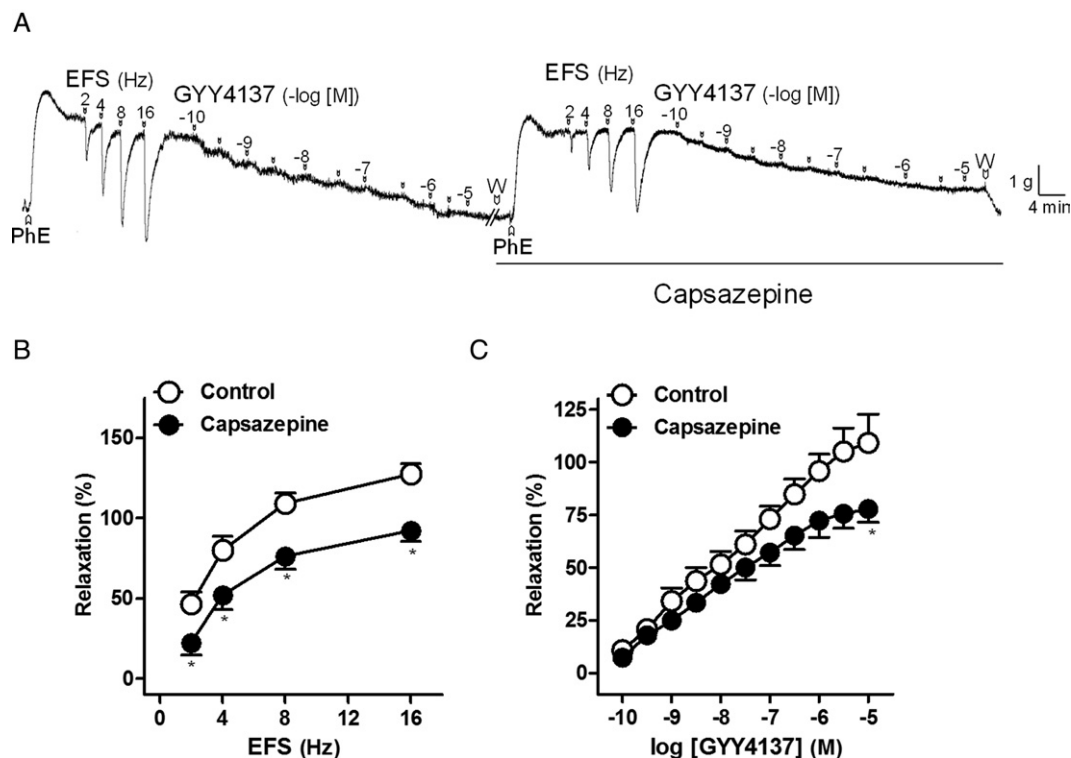 A
EFS (Hz)
2 4 8 16
GYY4137 (-log [M])
-10 -9 -8 -7 -6 -5 W
PhE
EFS (Hz)
2 4 8 16
GYY4137 (-log [M])
-10 -9 -8 -7 -6 -5 W
PhE
1 g
4 min
Capsazepine
B
Control
Capsazepine
150
100
50
0
Relaxation (%)
* * * *
0 4 8 12 16
EFS (Hz)
C
Control
Capsazepine
125
100
75
50
25
0
Relaxation (%)
*
-10 -9 -8 -7 -6 -5
log [GYY4137] (M)